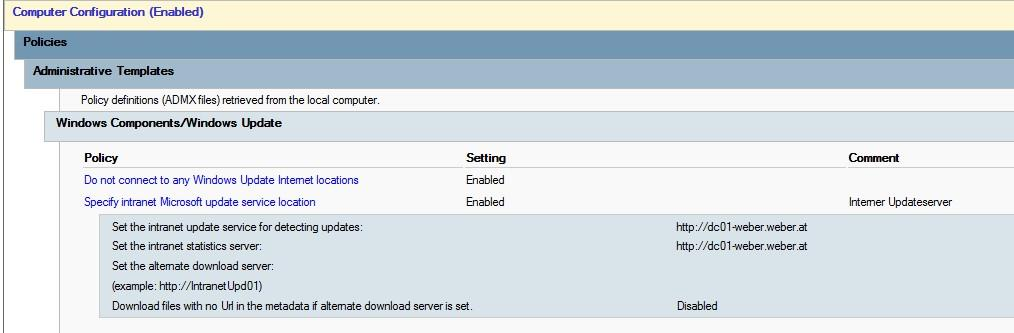 Computer Configuration (Enabled)
Policies
Administrative Templates
Policy definitions (ADMX files) retrieved from the local computer.
Windows Components/Windows Update
Policy Setting Comment
Do not connect to any Windows Update Internet locations Enabled
Specify intranet Microsoft update service location Enabled Interner Updateserver
Set the intranet update service for detecting updates: http://dc01-weber.weber.at
Set the intranet statistics server: http://dc01-weber.weber.at
Set the alternate download server:
(example: http://IntranetUpd01)
Download files with no Url in the metadata if alternate download server is set. Disabled